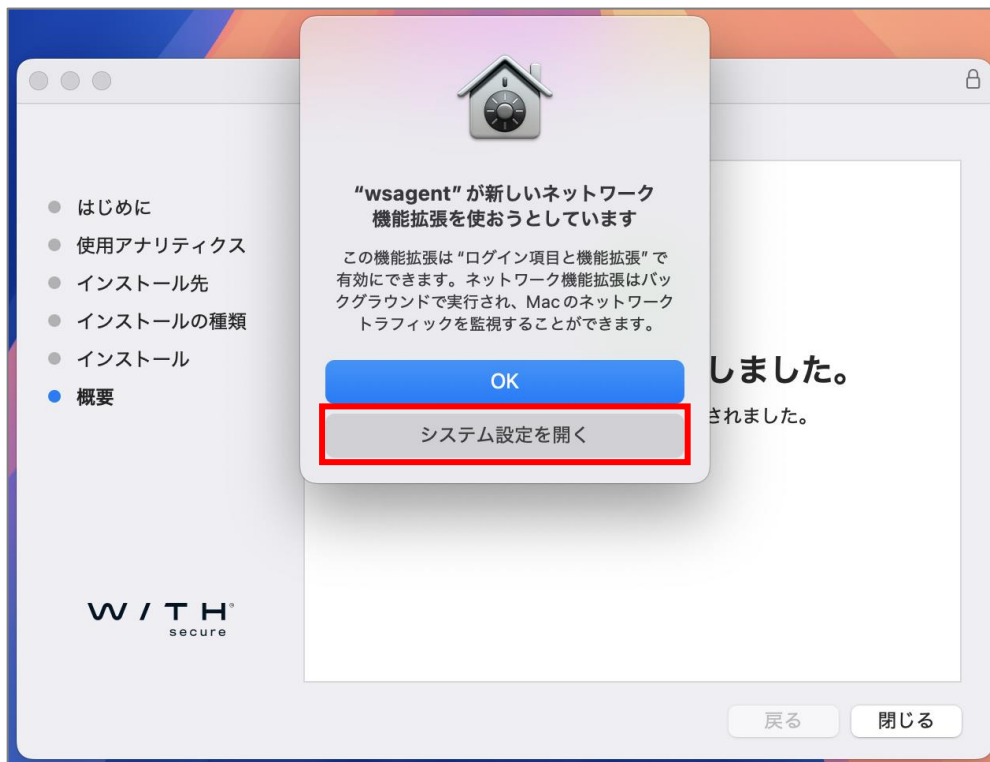 "wsagent" が新しいネットワーク
機能拡張を使おうとしています
この機能拡張は "ログイン項目と機能拡張" で
有効にできます。ネットワーク機能拡張はバッ
クグラウンドで実行され、Macのネットワーク
トラフィックを監視することができます。
OK
システム設定を開く
はじめに
使用アナリティクス
インストール先
インストールの種類
インストール
概要
しました。
されました。
W / T H
secure
戻る
閉じる